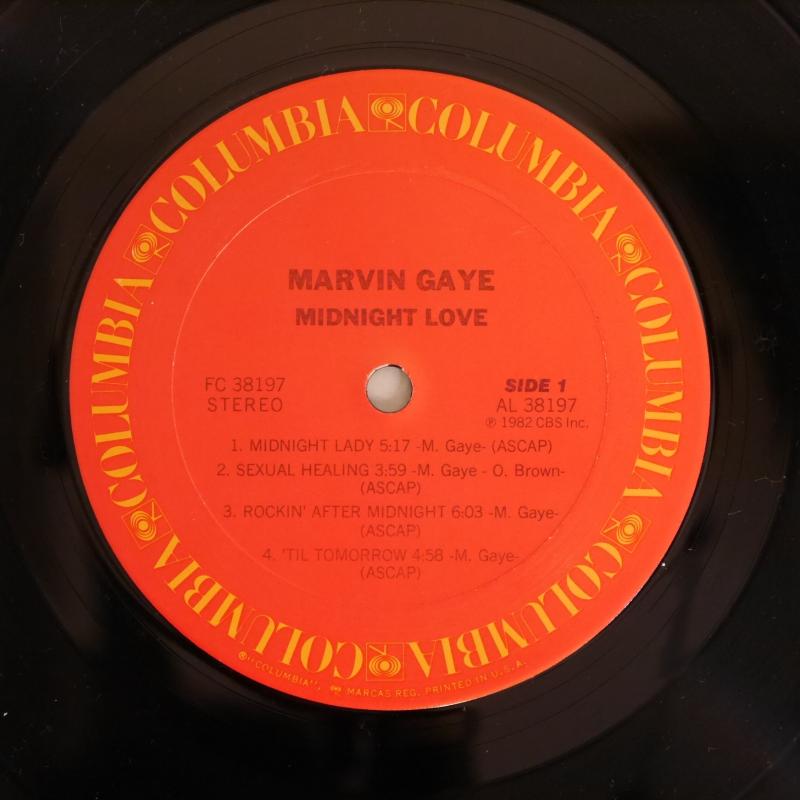 COLUMBIA COLUMBIA COLUMBIA COLUMBIA COLUMBIA COLUMBIA COLUMBIA COLUMBIA
MARVIN GAYE
MIDNIGHT LOVE
FC 38197
STEREO
SIDE 1
AL 38197
℗ 1982 CBS Inc.
1. MIDNIGHT LADY 5:17 -M. Gaye- (ASCAP)
2. SEXUAL HEALING 3:59 -M. Gaye - O. Brown-
(ASCAP)
3. ROCKIN' AFTER MIDNIGHT 6:03 -M. Gaye-
(ASCAP)
4. 'TIL TOMORROW 4:58 -M. Gaye-
(ASCAP)
® "COLUMBIA", MARCAS REG. PRINTED IN U.S.A.